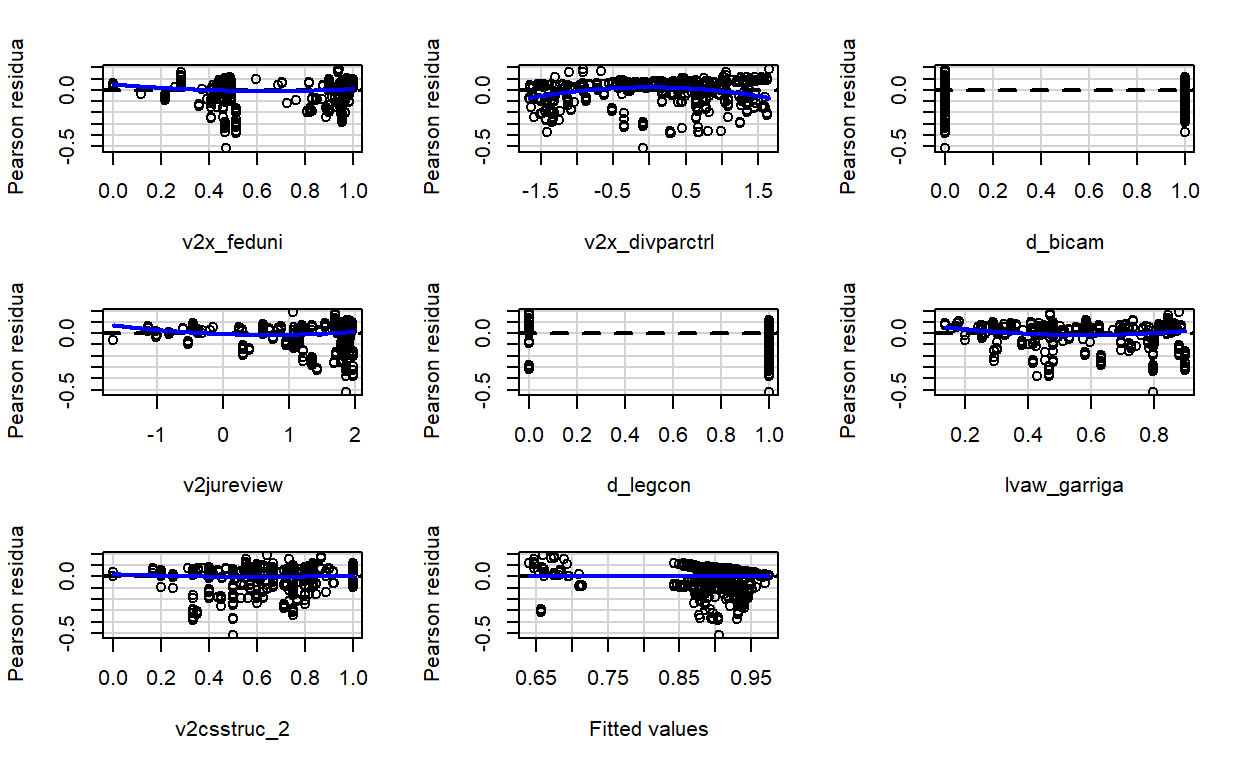 Pearson residua
0.0
-0.5
0.0 0.2 0.4 0.6 0.8 1.0
v2x_feduni
Pearson residua
0.0
-0.5
-1.5 -0.5 0.5 1.5
v2x_divparctrl
Pearson residua
0.0
-0.5
0.0 0.2 0.4 0.6 0.8 1.0
d_bicam
Pearson residua
0.0
-0.5
-1 0 1 2
v2jureview
Pearson residua
0.0
-0.5
0.0 0.2 0.4 0.6 0.8 1.0
d_legcon
Pearson residua
0.0
-0.5
0.2 0.4 0.6 0.8
lvaw_garriga
Pearson residua
0.0
-0.5
0.0 0.2 0.4 0.6 0.8 1.0
v2csstruc_2
Pearson residua
0.0
-0.5
0.65 0.75 0.85 0.95
Fitted values